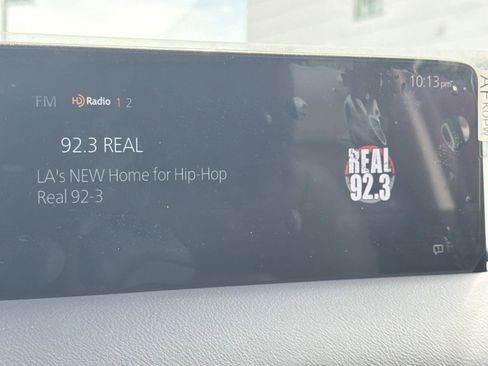 10:13 pm
FM HD Radio 1 2
92.3 REAL
LA's NEW Home for Hip-Hop
Real 92-3
REAL
92.3